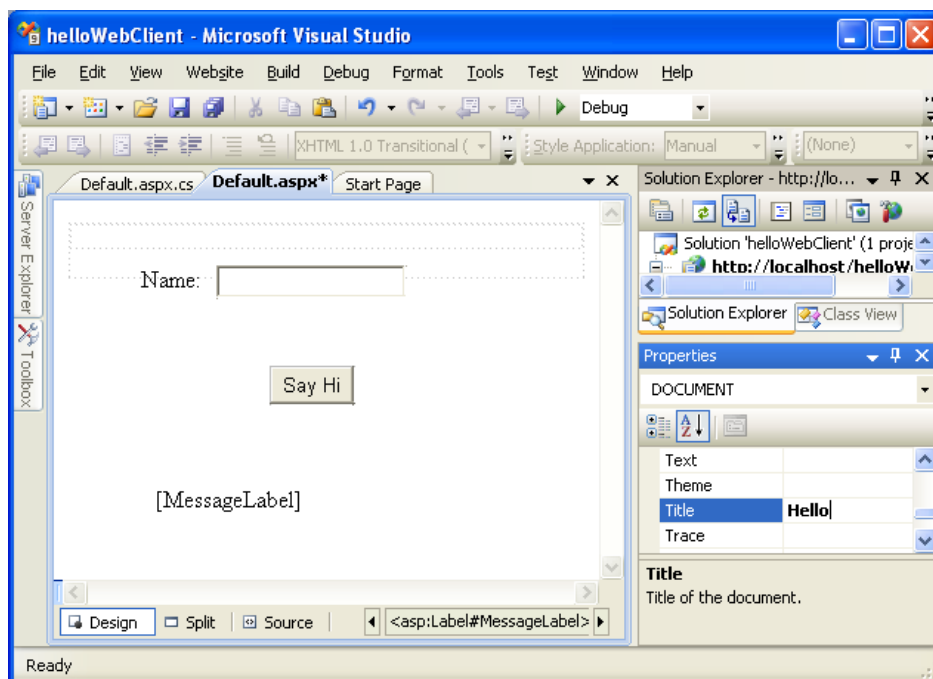 helloWebClient - Microsoft Visual Studio
File Edit View Website Build Debug Format Tools Test Window Help
Debug
XHTML 1.0 Transitional ( Style Application: Manual (None)
Server Explorer
Toolbox
Default.aspx.cs Default.aspx* Start Page
Name:
Say Hi
[MessageLabel]
Design Split Source <asp:Label#MessageLabel>
Solution Explorer - http://lo...
Solution 'helloWebClient' (1 proje
http://localhost/helloW
Solution Explorer Class View
Properties
DOCUMENT
Text
Theme
Title Hello
Trace
Title
Title of the document.
Ready